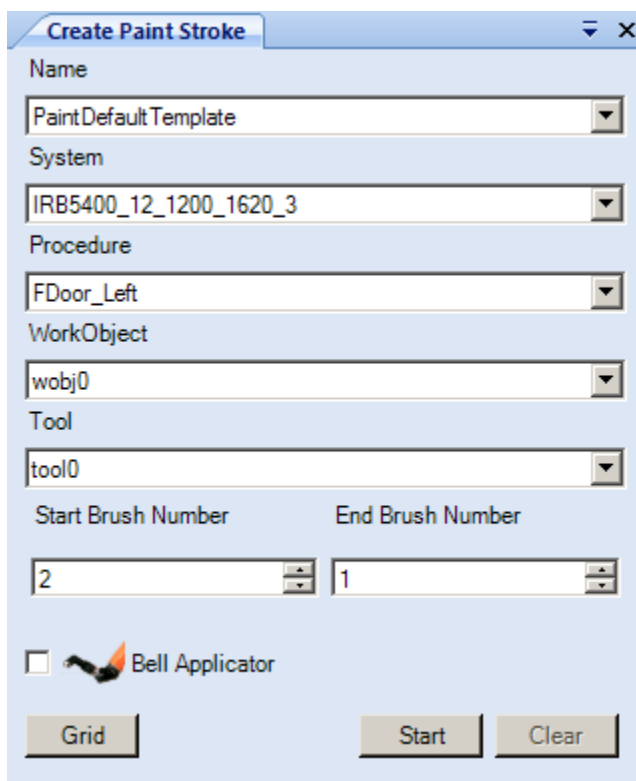 Create Paint Stroke
Name
PaintDefaultTemplate
System
IRB5400_12_1200_1620_3
Procedure
FDoor_Left
WorkObject
wobj0
Tool
tool0
Start Brush Number End Brush Number
2 1
Bell Applicator
Grid Start Clear